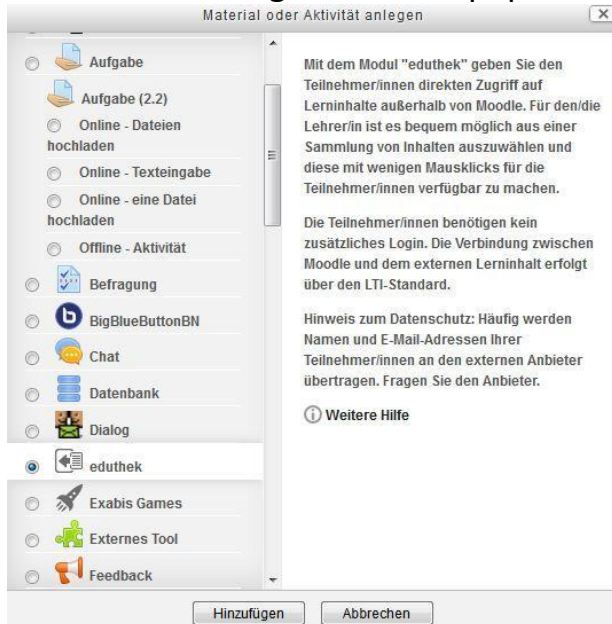 Material oder Aktivität anlegen
Aufgabe
Aufgabe (2.2)
Online - Dateien
hochladen
Online - Texteingabe
Online - eine Datei
hochladen
Offline - Aktivität
Befragung
BigBlueButtonBN
Chat
Datenbank
Dialog
eduthek
Exabis Games
Externes Tool
Feedback
Mit dem Modul "eduthek" geben Sie den
Teilnehmer/innen direkten Zugriff auf
Lerninhalte außerhalb von Moodle. Für den/die
Lehrer/in ist es bequem möglich aus einer
Sammlung von Inhalten auszuwählen und
diese mit wenigen Mausklicks für die
Teilnehmer/innen verfügbar zu machen.
Die Teilnehmer/innen benötigen kein
zusätzliches Login. Die Verbindung zwischen
Moodle und dem externen Lerninhalt erfolgt
über den LTI-Standard.
Hinweis zum Datenschutz: Häufig werden
Namen und E-Mail-Adressen Ihrer
Teilnehmer/innen an den externen Anbieter
übertragen. Fragen Sie den Anbieter.
Weitere Hilfe
Hinzufügen
Abbrechen